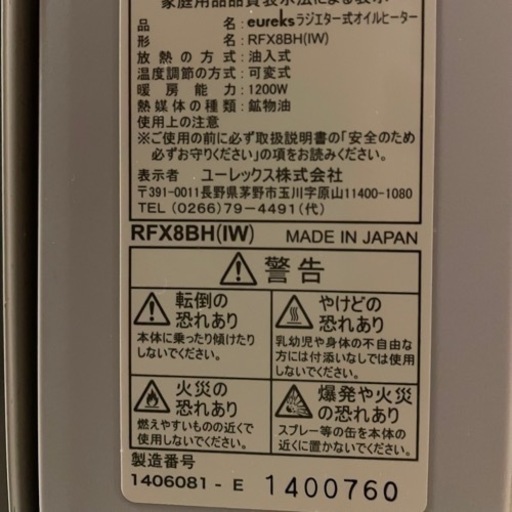 家庭用品品質表示法による表示
品名：eureksラジエター式オイルヒーター
形名：RFX8BH(IW)
放熱の方式：油入式
温度調節の方式：可変式
暖房能力：1200W
熱媒体の種類：鉱物油
使用上の注意
※ご使用の前に必ず取扱説明書の「安全のため
必ずお守りください」の項をお読みください。
表示者 ユーレックス株式会社
〒391-0011長野県茅野市玉川字原山11400-1080
TEL (0266)79-4491(代)
RFX8BH(IW) MADE IN JAPAN
警告
転倒の
恐れあり
本体に乗ったり傾けたり
しないでください。
やけどの
恐れあり
乳幼児や身体の不自由な
方には付添いなしでは使用
しないでください。
火災の
恐れあり
燃えやすいものの近くで
使用しないでください。
爆発や火災
の恐れあり
スプレー等の缶を本体の
近くに置かないでください。
製造番号
1406081 - E 1400760